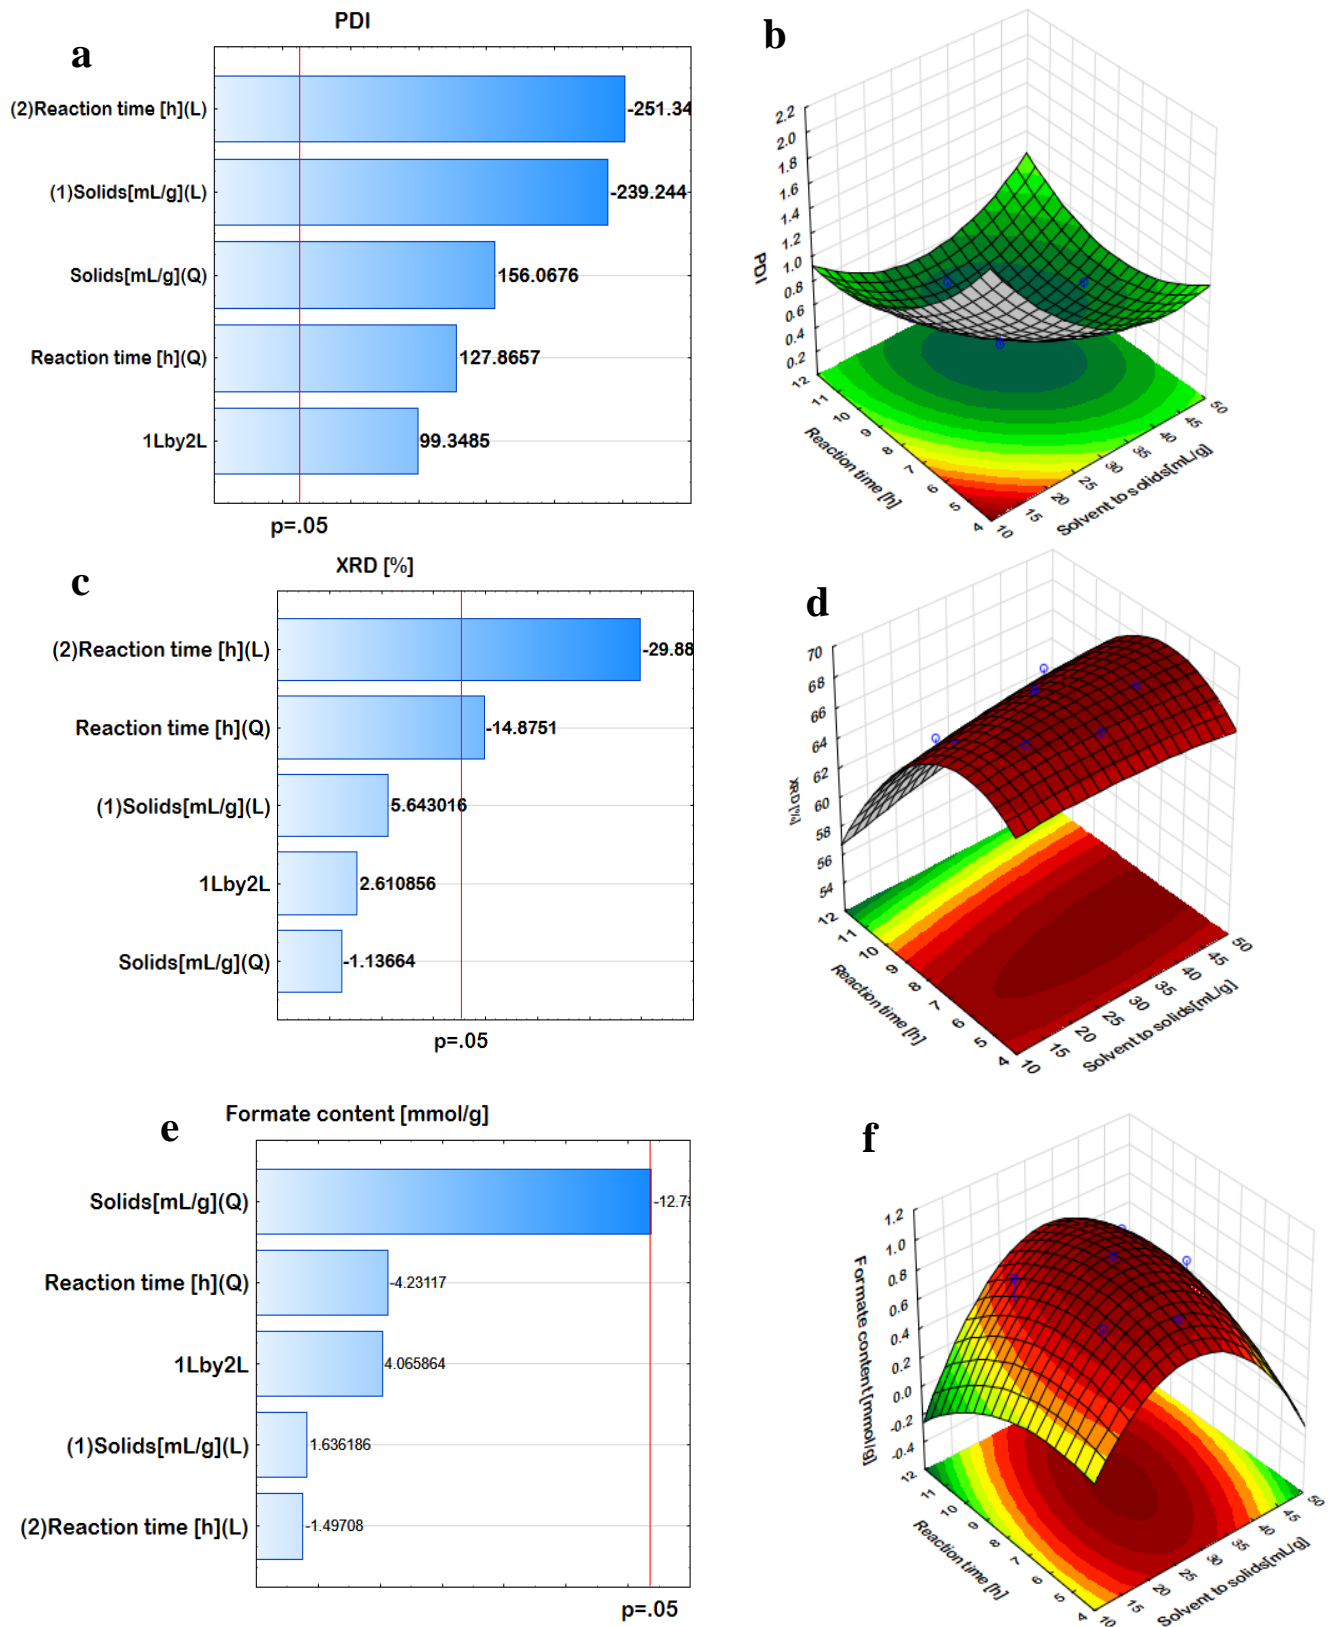 PDI
a
(2)Reaction time [h](L)
-251.34
(1)Solids[mL/g](L)
-239.244
Solids[mL/g](Q)
156.0676
Reaction time [h](Q)
127.8657
1Lby2L
99.3485
p=.05
b
2.2
2.0
1.8
1.6
1.4
1.2
1.0
0.8
0.6
0.4
0.2
PDI
12
11
10
9
8
7
6
5
4
Reaction time [h]
10
15
20
25
30
35
40
45
50
Solvent to solids[mL/g]
XRD [%]
c
(2)Reaction time [h](L)
-29.88
Reaction time [h](Q)
-14.8751
(1)Solids[mL/g](L)
5.643016
1Lby2L
2.610856
Solids[mL/g](Q)
-1.13664
p=.05
d
70
68
66
64
62
60
58
56
54
XRD [%]
12
11
10
9
8
7
6
5
4
Reaction time [h]
10
15
20
25
30
35
40
45
50
Solvent to solids[mL/g]
Formate content [mmol/g]
e
Solids[mL/g](Q)
-12.7
Reaction time [h](Q)
-4.23117
1Lby2L
4.065864
(1)Solids[mL/g](L)
1.636186
(2)Reaction time [h](L)
-1.49708
p=.05
f
1.2
1.0
0.8
0.6
0.4
0.2
0.0
-0.2
-0.4
Formate content [mmol/g]
12
11
10
9
8
7
6
5
4
Reaction time [h]
10
15
20
25
30
35
40
45
50
Solvent to solids[mL/g]